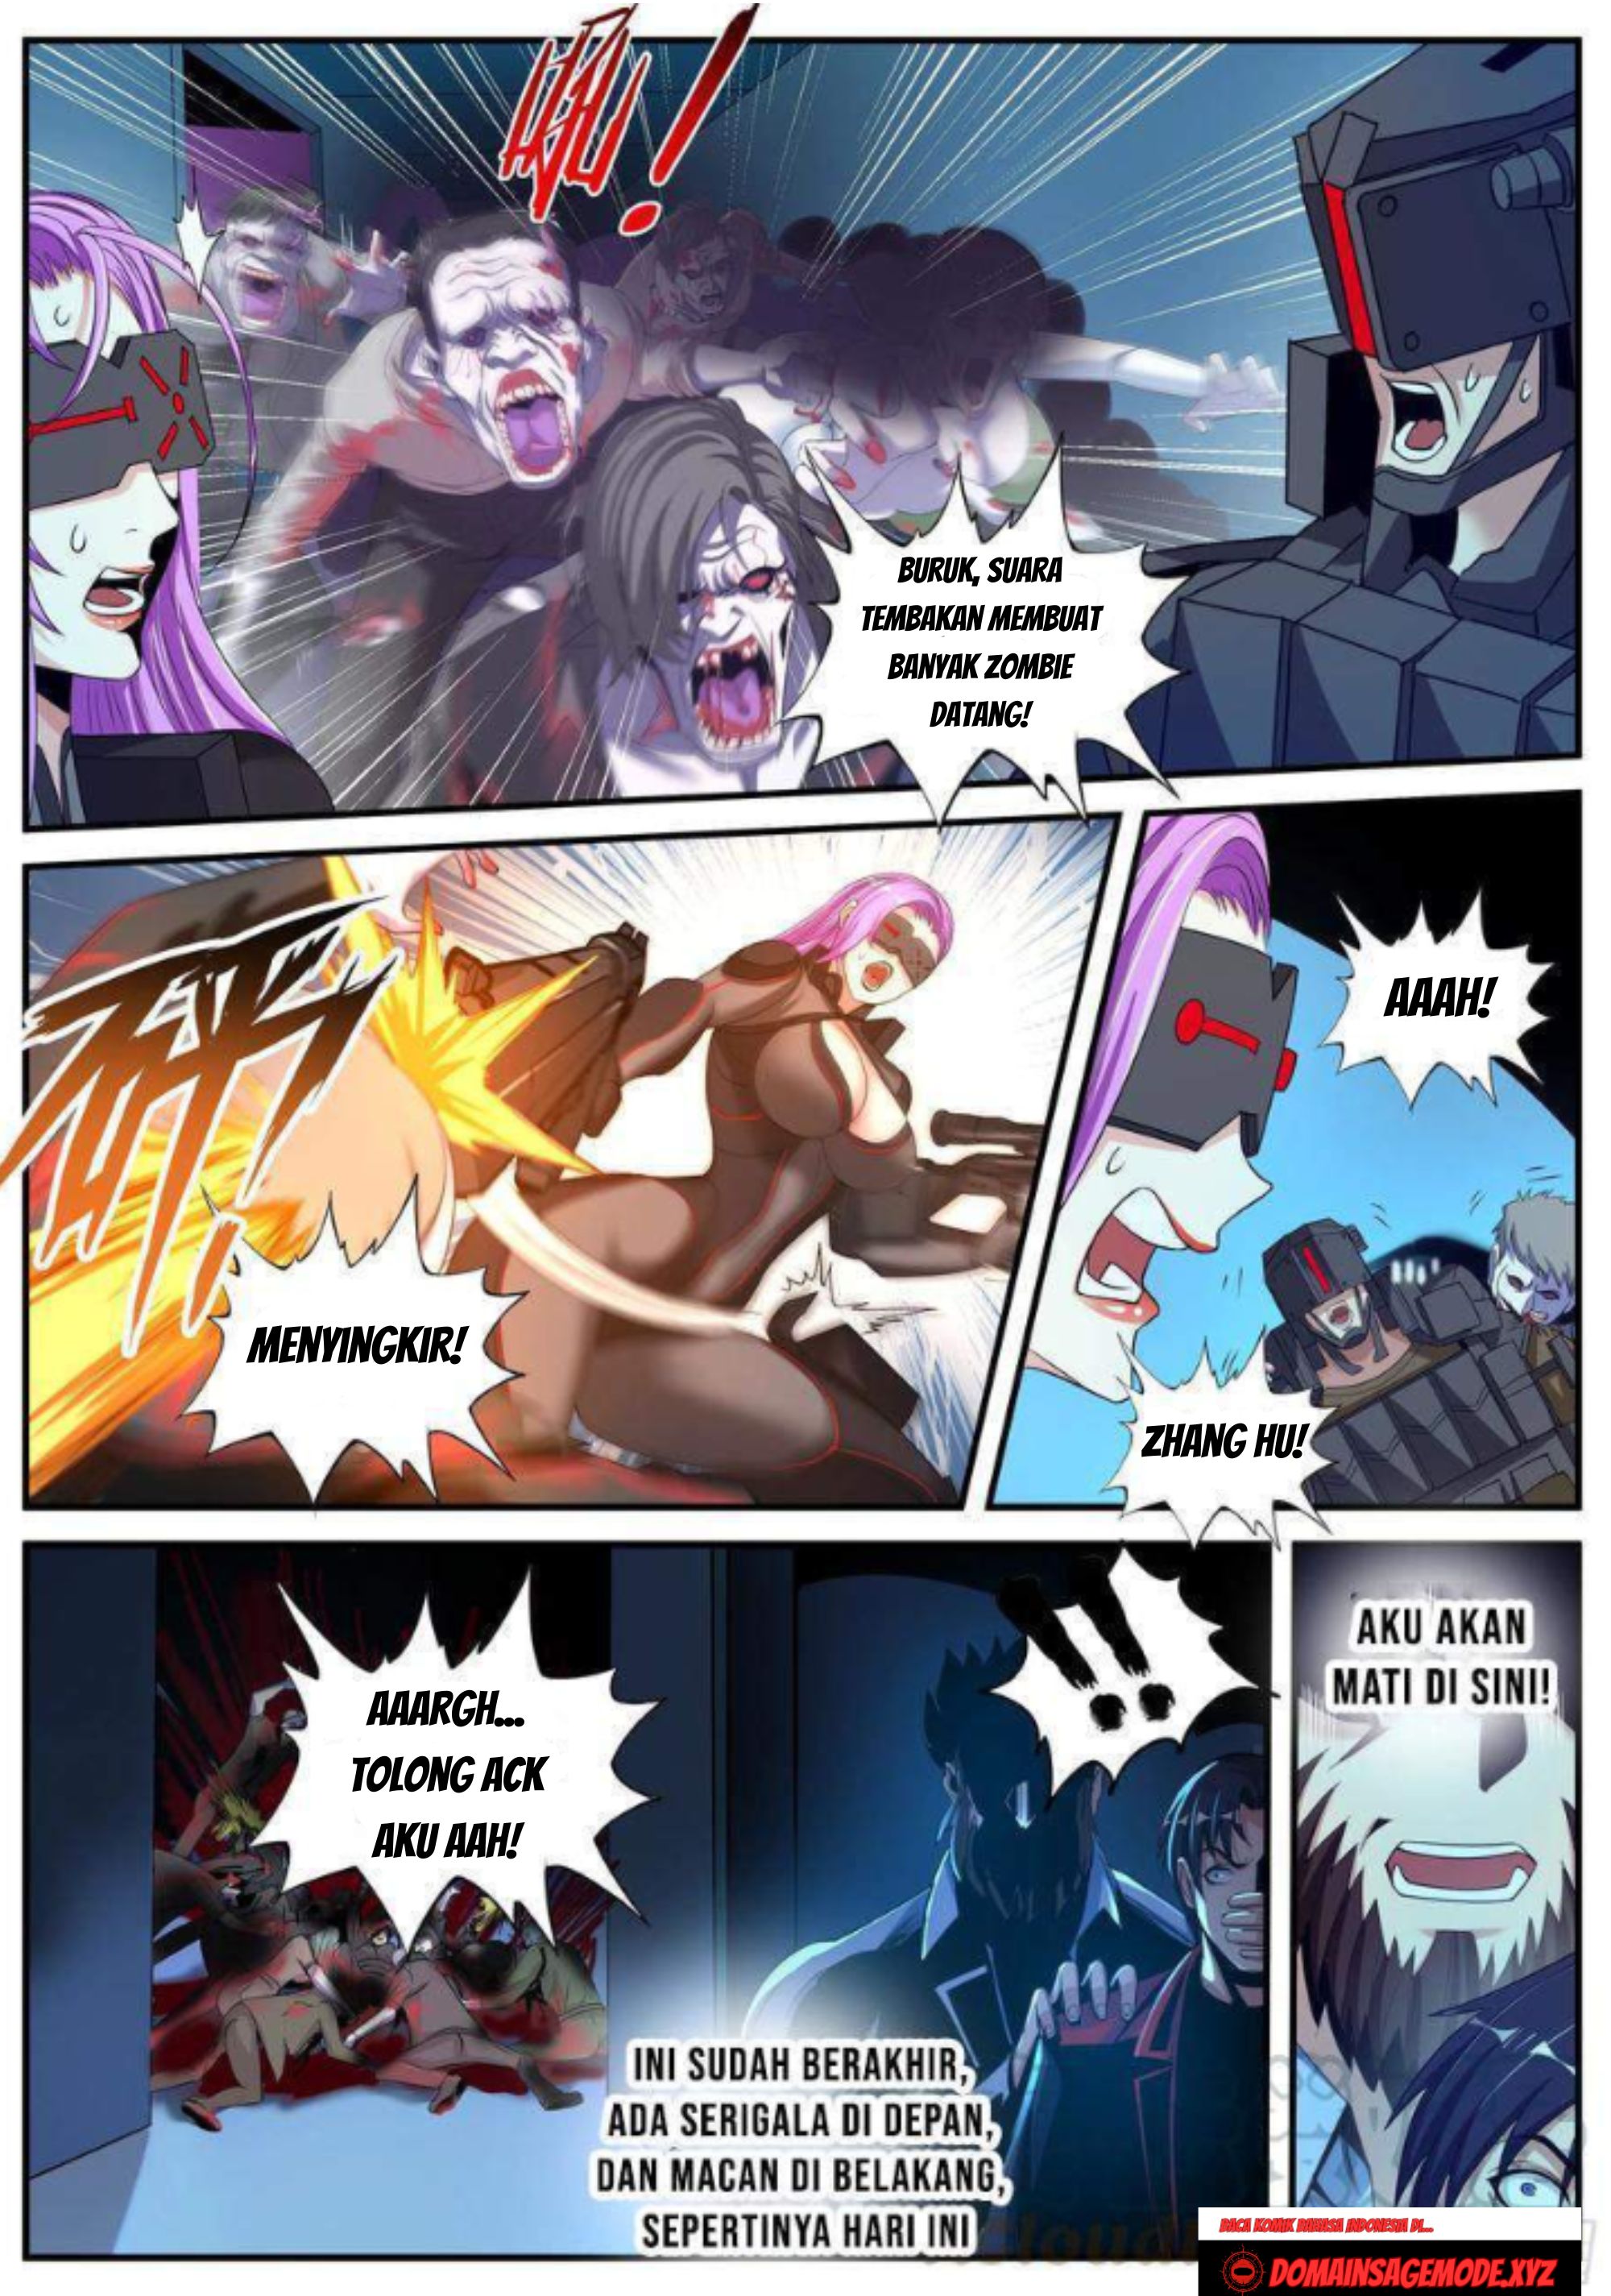 BURUK, SUARA
TEMBAKAN MEMBUAT
BANYAK ZOMBIE
DATANG!
AAAH!
MENYINGKIR!
ZHANG HU!
AAARGH...
TOLONG ACK
AKU AAH!
!!
AKU AKAN
MATI DI SINI!
INI SUDAH BERAKHIR,
ADA SERIGALA DI DEPAN,
DAN MACAN DI BELAKANG,
SEPERTINYA HARI INI
BACA KOMIK BAHASA INDONESIA DI...
DOMAINSAGEMODE.XYZ